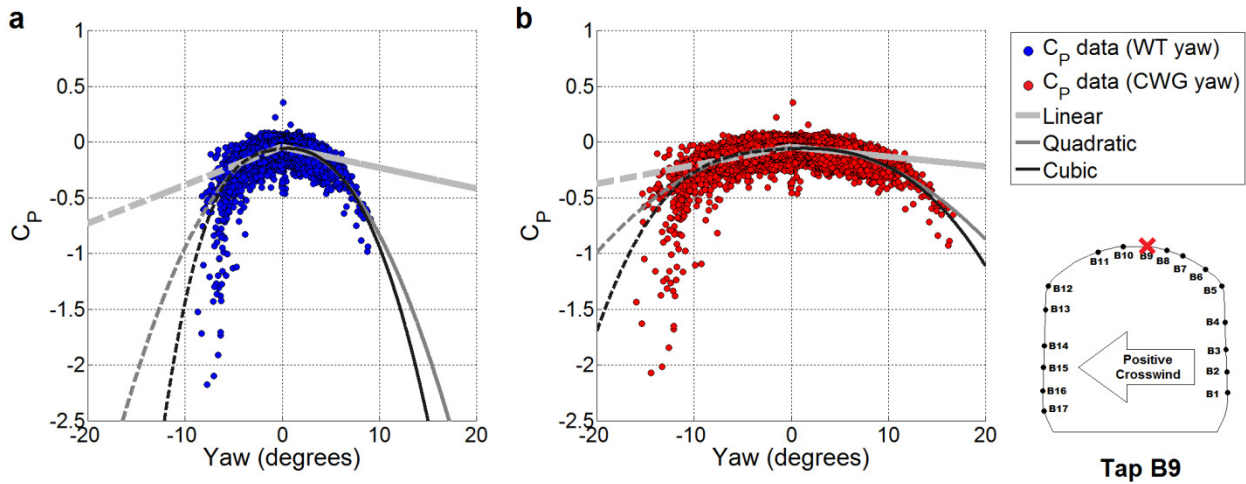 a
1
0.5
0
-0.5
-1
-1.5
-2
-2.5
C_P
-20
-10
0
10
20
Yaw (degrees)
b
1
0.5
0
-0.5
-1
-1.5
-2
-2.5
C_P
-20
-10
0
10
20
Yaw (degrees)
C_P data (WT yaw)
C_P data (CWG yaw)
Linear
Quadratic
Cubic
B11
B10
B9
B8
B7
B6
B5
B12
B13
B4
B14
B3
B15
B2
B16
B1
B17
Positive
Crosswind
Tap B9